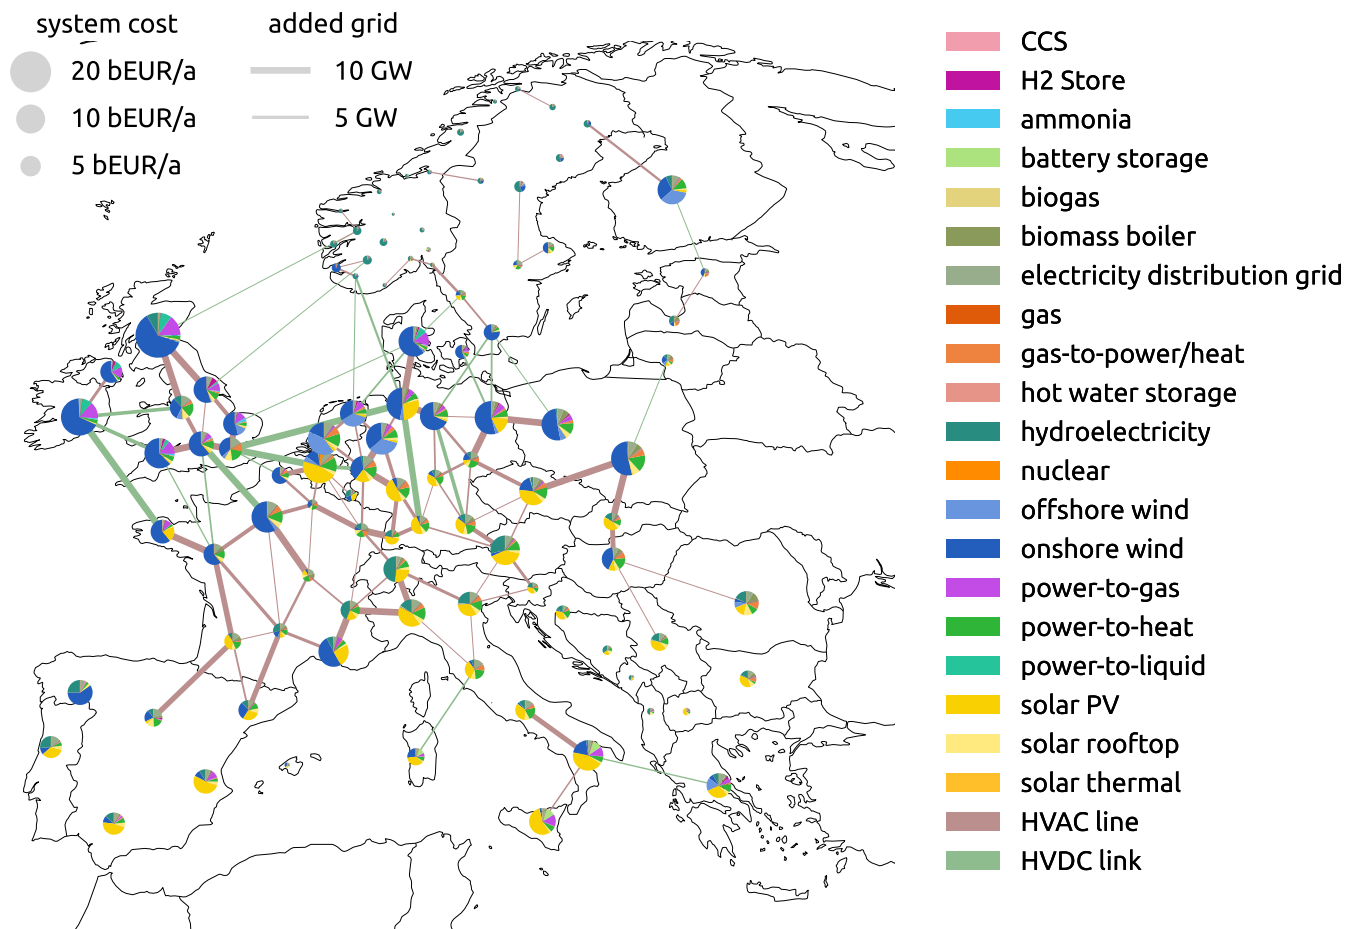 system cost
20 bEUR/a
10 bEUR/a
5 bEUR/a
added grid
10 GW
5 GW
CCS
H2 Store
ammonia
battery storage
biogas
biomass boiler
electricity distribution grid
gas
gas-to-power/heat
hot water storage
hydroelectricity
nuclear
offshore wind
onshore wind
power-to-gas
power-to-heat
power-to-liquid
solar PV
solar rooftop
solar thermal
HVAC line
HVDC link